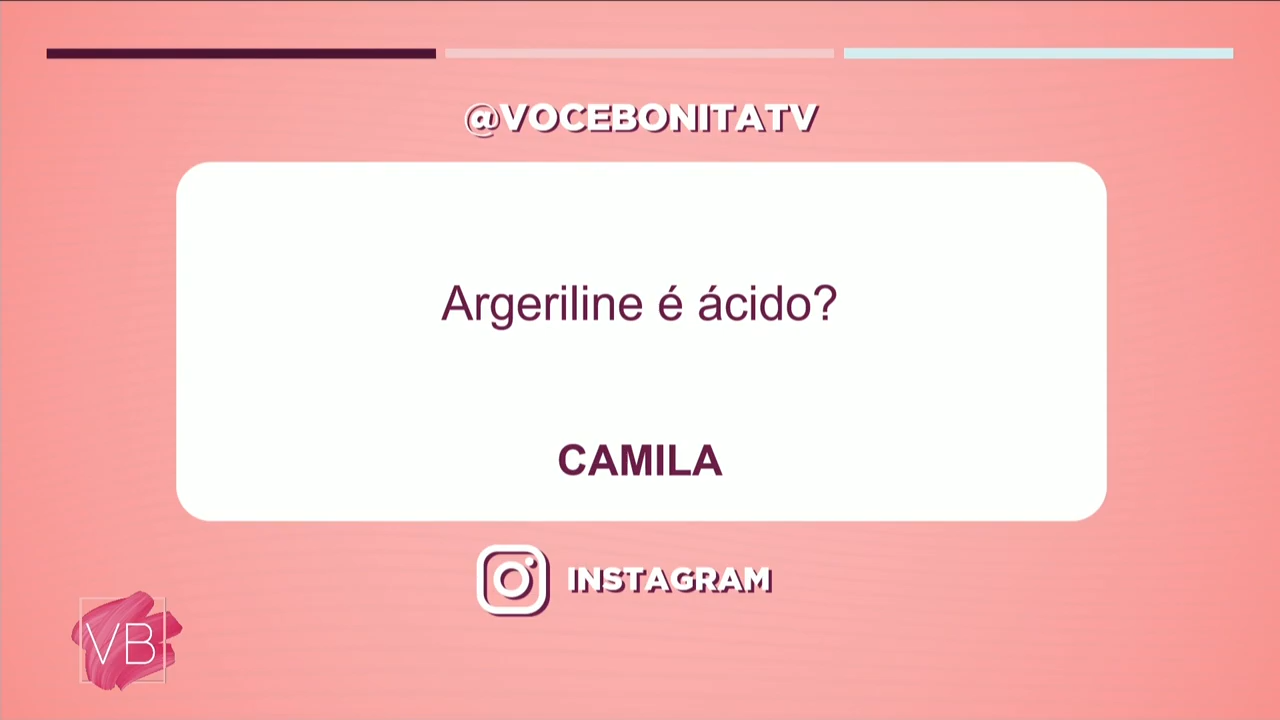 @VOCEBONITATV
Argeriline é ácido?
CAMILA
INSTAGRAM
VB